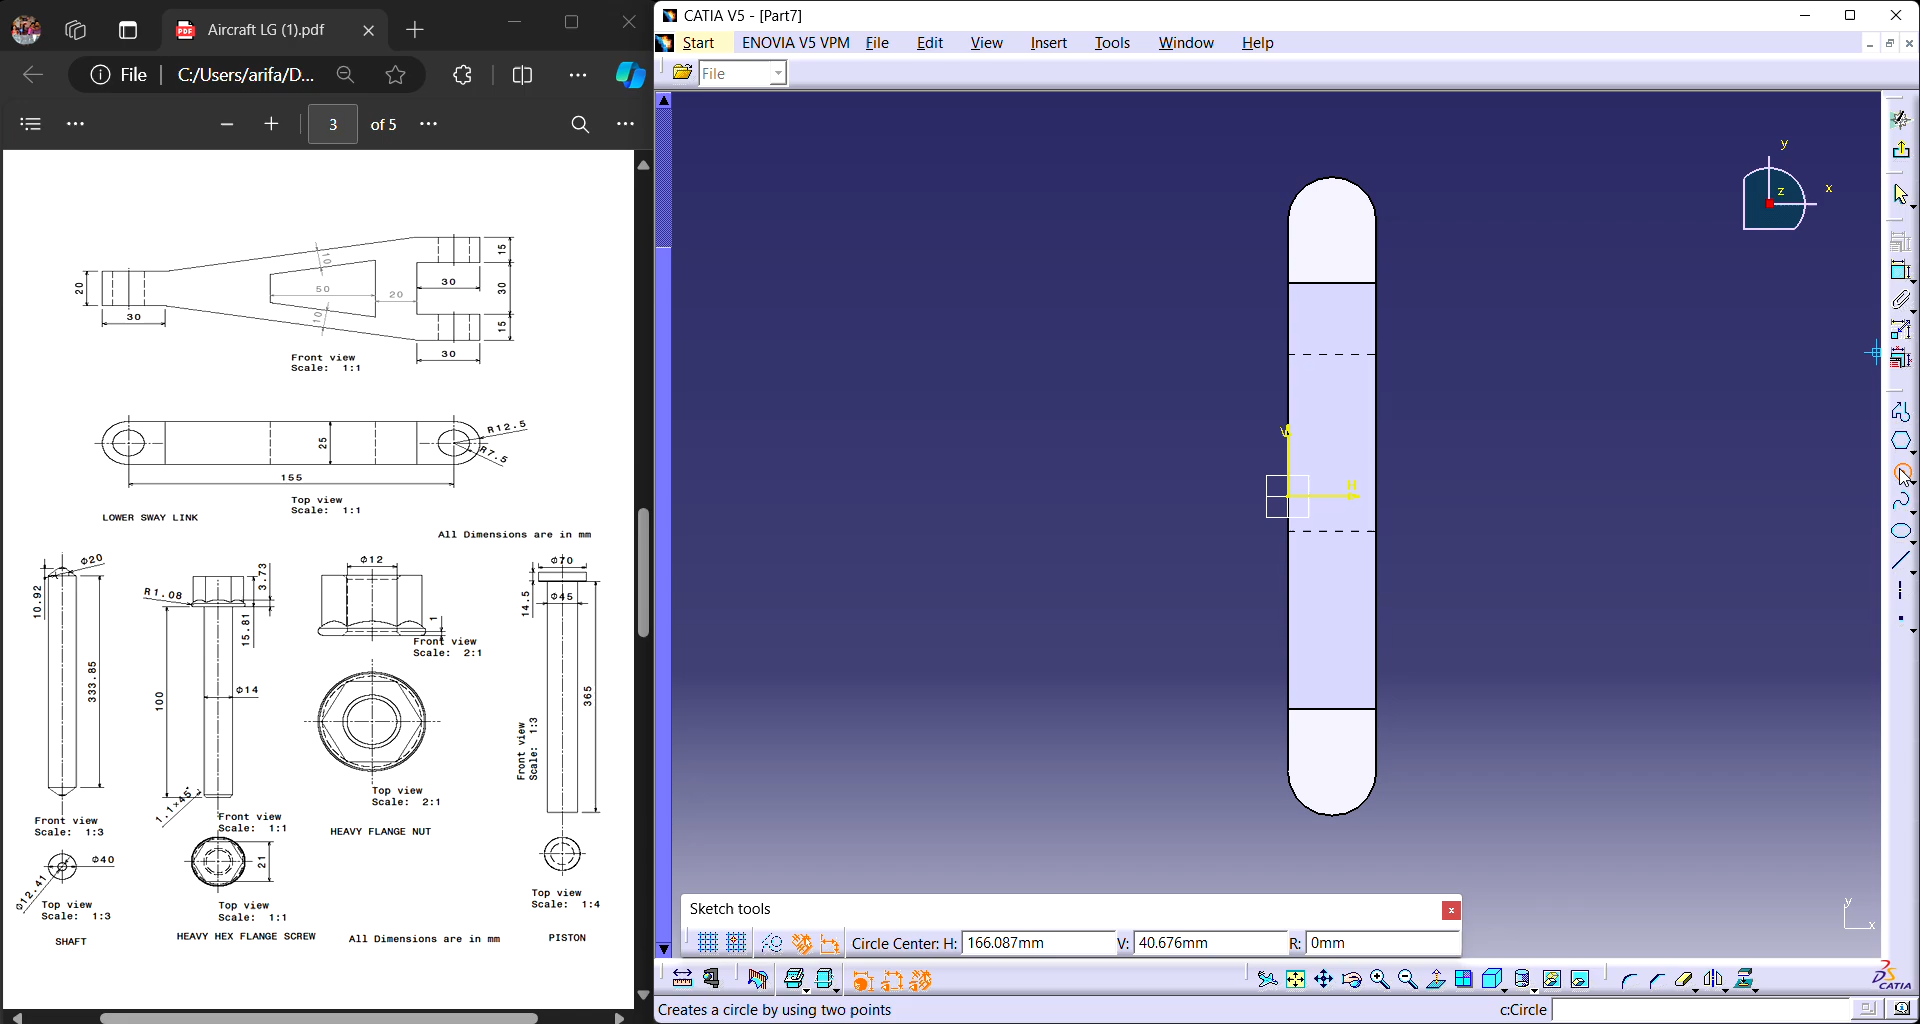 Aircraft LG (1).pdf
File
C:/Users/arifa/D...
3
of 5
15
10
20
30
50
20
30
30
10
15
30
Front view
Scale: 1:1
R12.5
25
R7.5
155
Top view
Scale: 1:1
LOWER SWAY LINK
All Dimensions are in mm
Φ20
10.92
333.85
Front view
Scale: 1:3
Φ40
Φ12.41
Top view
Scale: 1:3
SHAFT
R1.08
3.73
15.81
100
Φ14
1.1×45°
Front view
Scale: 1:1
21
Top view
Scale: 1:1
HEAVY HEX FLANGE SCREW
Φ12
1
Front view
Scale: 2:1
Top view
Scale: 2:1
HEAVY FLANGE NUT
All Dimensions are in mm
Φ70
14.5
Φ45
365
Front view
Scale: 1:3
Top view
Scale: 1:4
PISTON
CATIA V5 - [Part7]
Start ENOVIA V5 VPM File Edit View Insert Tools Window Help
File
y
z
x
V
H
y
x
Sketch tools
Circle Center: H: 166.087mm V: 40.676mm R: 0mm
CATIA
Creates a circle by using two points
c:Circle